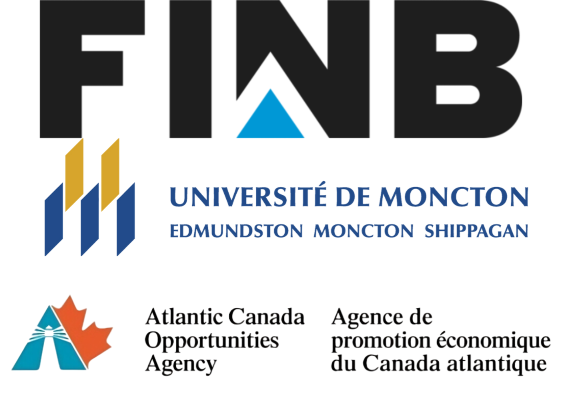 FINB
UNIVERSITÉ DE MONCTON
EDMUNDSTON MONCTON SHIPPAGAN
Atlantic Canada
Opportunities
Agency
Agence de
promotion économique
du Canada atlantique